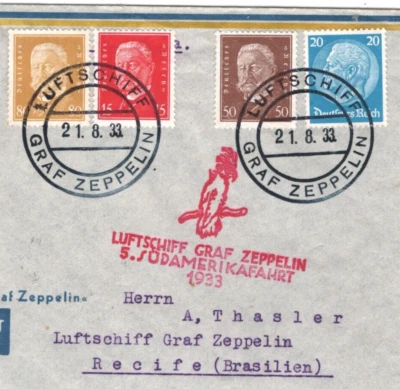 80 80
15 15
50 50
20 20
Deutsches Reich
LUFTSCHIFF
21.8.33
GRAF ZEPPELIN
LUFTSCHIFF
21.8.33
GRAF ZEPPELIN
LUFTSCHIFF GRAF ZEPPELIN
5. SÜDAMERIKAFAHRT
1933
af Zeppelin«
Herrn
A, Thasler
Luftschiff Graf Zeppelin
Recife (Brasilien)